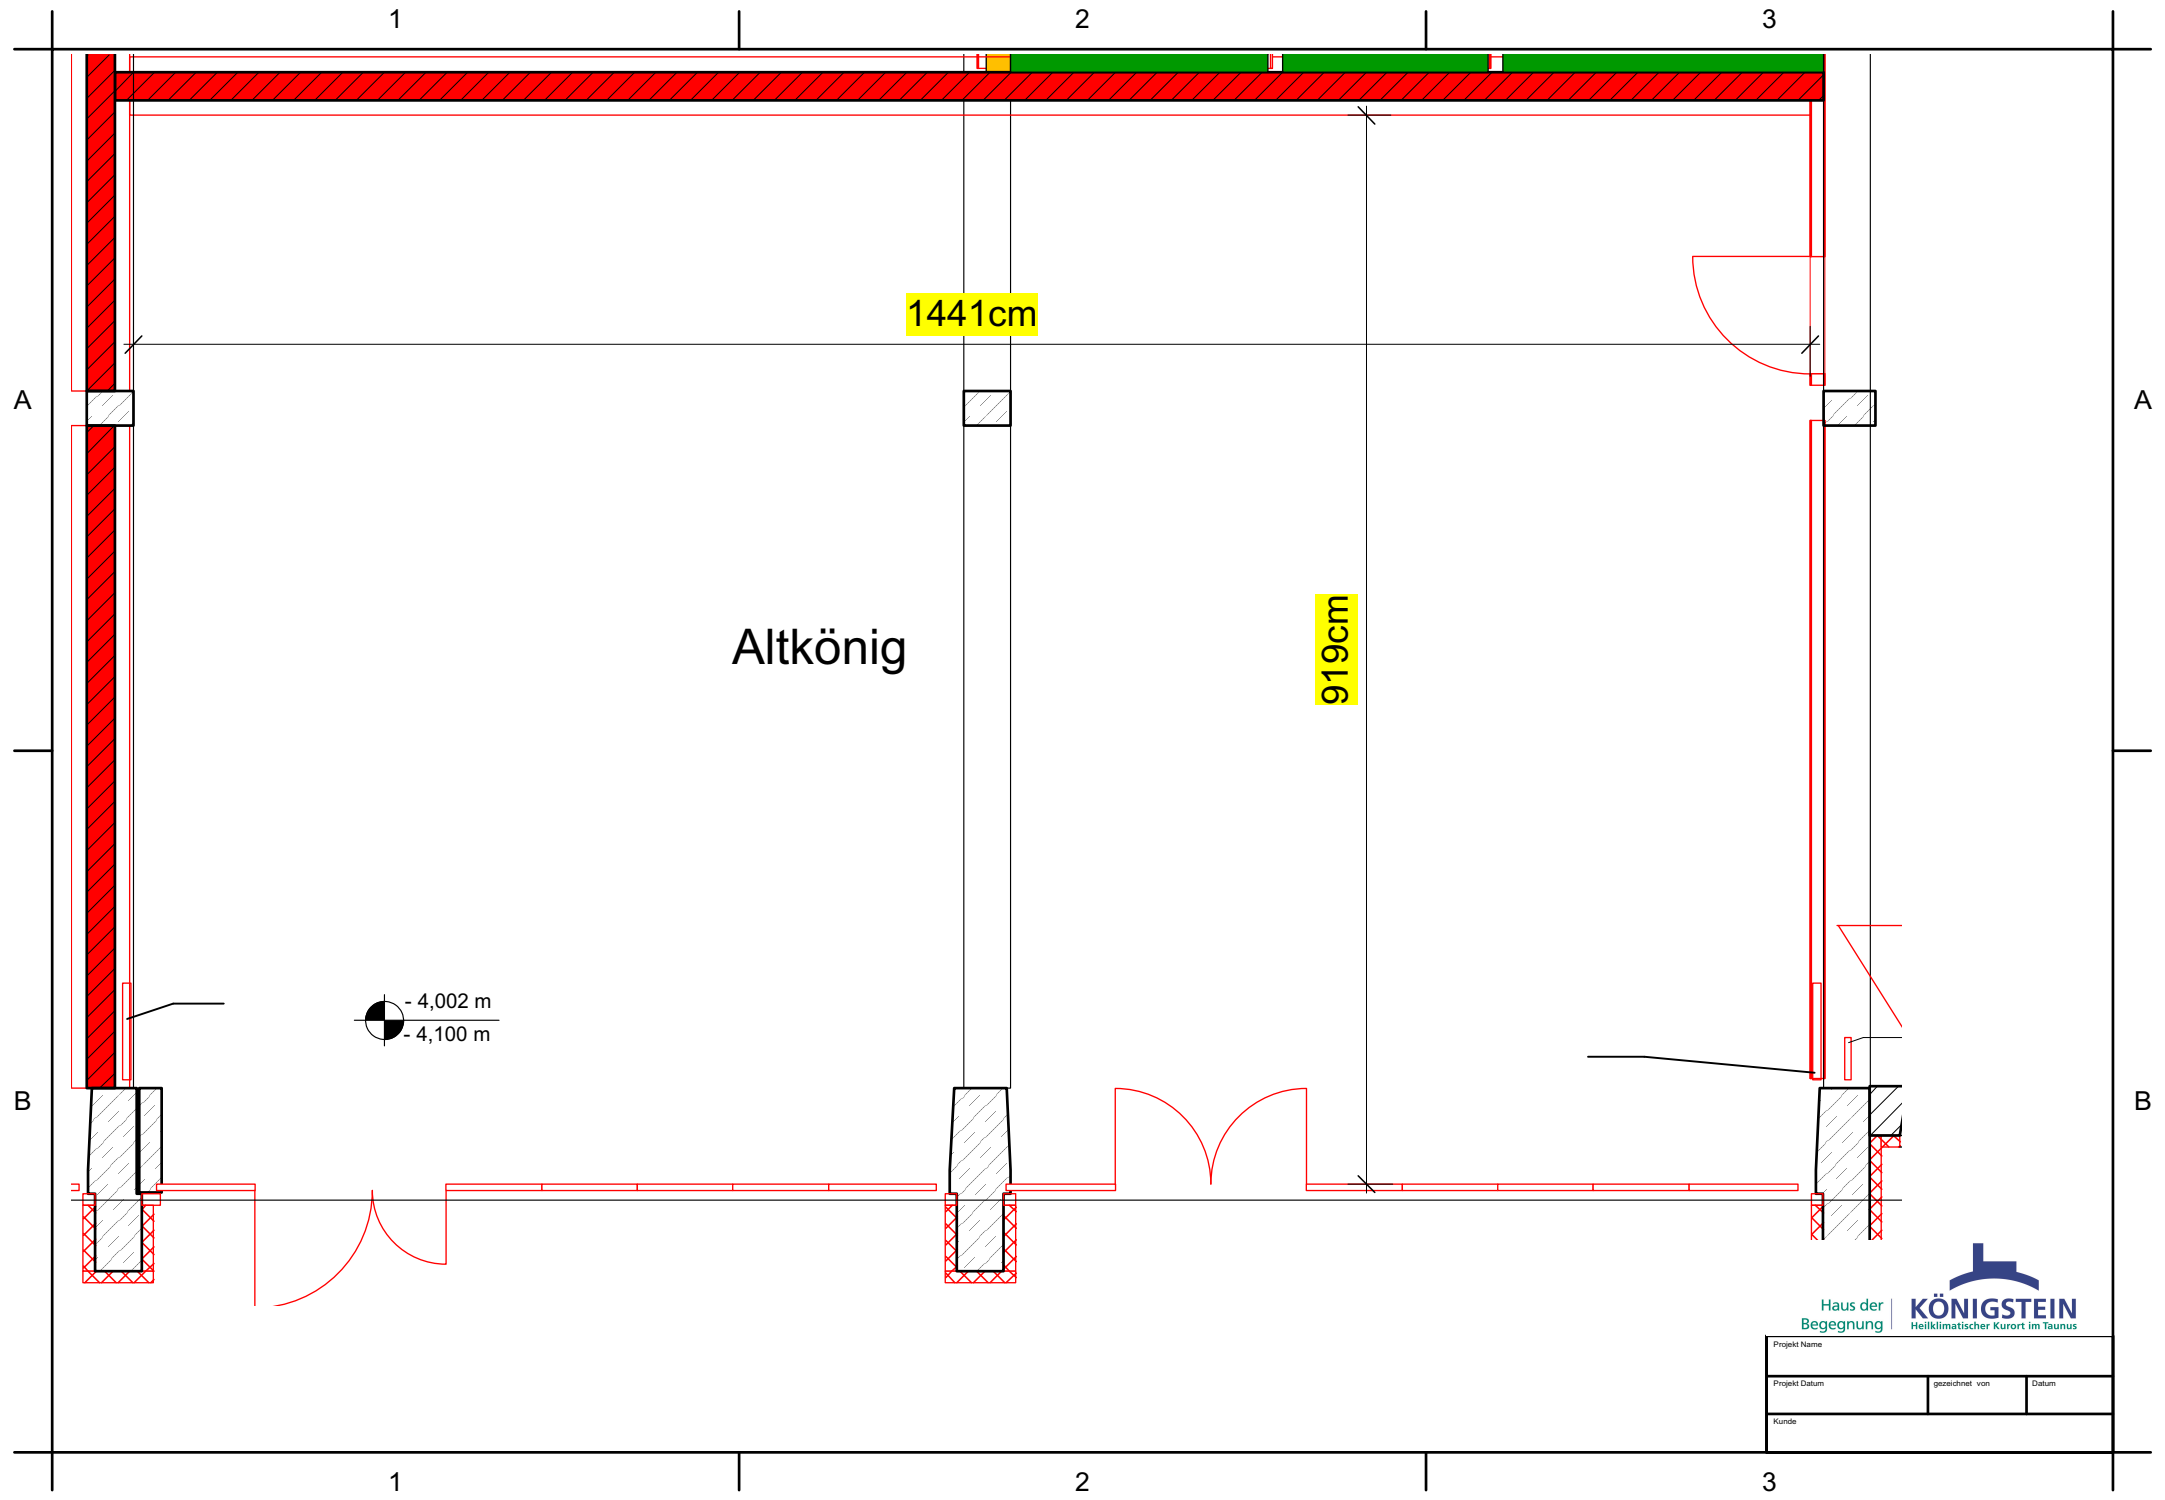 1
2
3
1441cm
A
A
919cm
Altkönig
- 4,002 m
- 4,100 m
B
B
Haus der
Begegnung
KÖNIGSTEIN
Heilklimatischer Kurort im Taunus
Projekt Name
Projekt Datum
gezeichnet von
Datum
Kunde
1
2
3